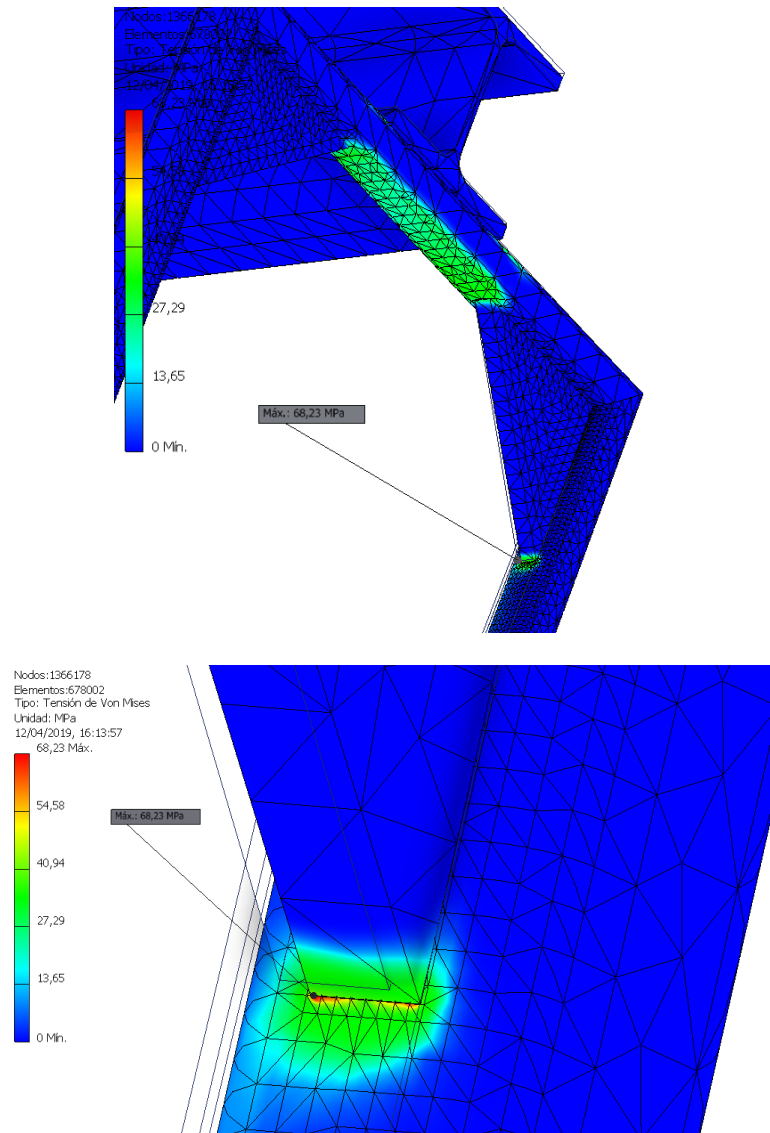 Nodos:1366178
27,29
13,65
0 Mín.
Máx.: 68,23 MPa
Nodos:1366178
Elementos:678002
Tipo: Tensión de Von Mises
Unidad: MPa
12/04/2019, 16:13:57
68,23 Máx.
54,58
40,94
27,29
13,65
0 Mín.
Máx.: 68,23 MPa